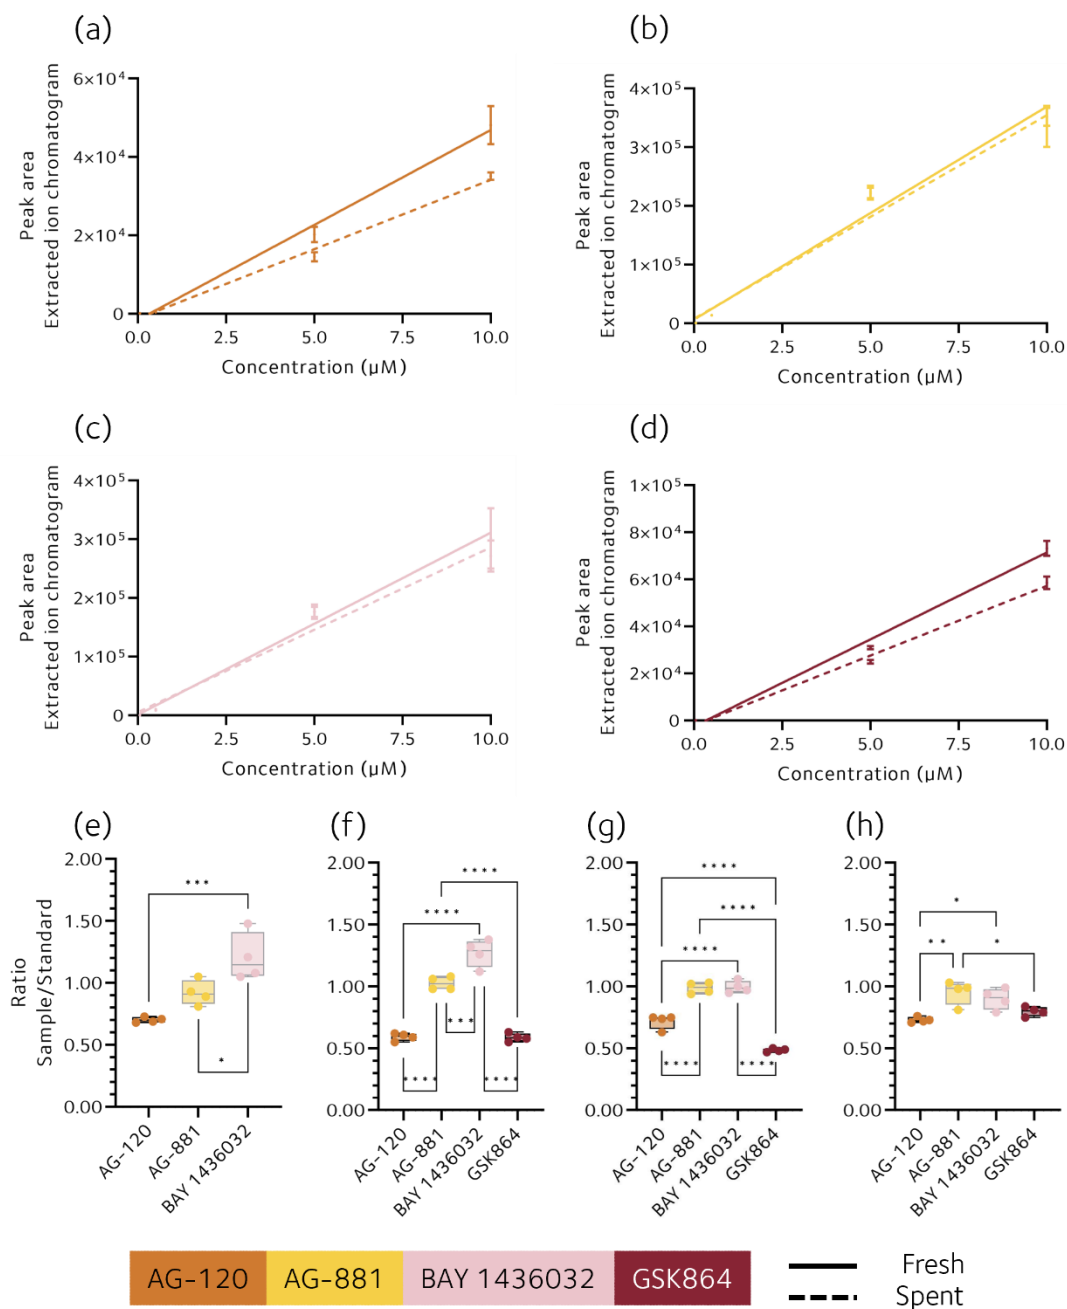 (a)
Peak area
Extracted ion chromatogram
6×10⁴
4×10⁴
2×10⁴
0
0.0 2.5 5.0 7.5 10.0
Concentration (µM)
(b)
Peak area
Extracted ion chromatogram
4×10⁵
3×10⁵
2×10⁵
1×10⁵
0
0.0 2.5 5.0 7.5 10.0
Concentration (µM)
(c)
Peak area
Extracted ion chromatogram
4×10⁵
3×10⁵
2×10⁵
1×10⁵
0
0.0 2.5 5.0 7.5 10.0
Concentration (µM)
(d)
Peak area
Extracted ion chromatogram
1×10⁵
8×10⁴
6×10⁴
4×10⁴
2×10⁴
0
0.0 2.5 5.0 7.5 10.0
Concentration (µM)
(e)
Ratio
Sample/Standard
2.00
1.50
1.00
0.50
0.00
***
*
AG-120
AG-881
BAY 1436032
(f)
2.00
1.50
1.00
0.50
0.00
****
****
***
****
****
AG-120
AG-881
BAY 1436032
GSK864
(g)
2.00
1.50
1.00
0.50
0.00
****
****
****
****
****
AG-120
AG-881
BAY 1436032
GSK864
(h)
2.00
1.50
1.00
0.50
0.00
*
**
*
AG-120
AG-881
BAY 1436032
GSK864
AG-120 AG-881 BAY 1436032 GSK864
Fresh
Spent